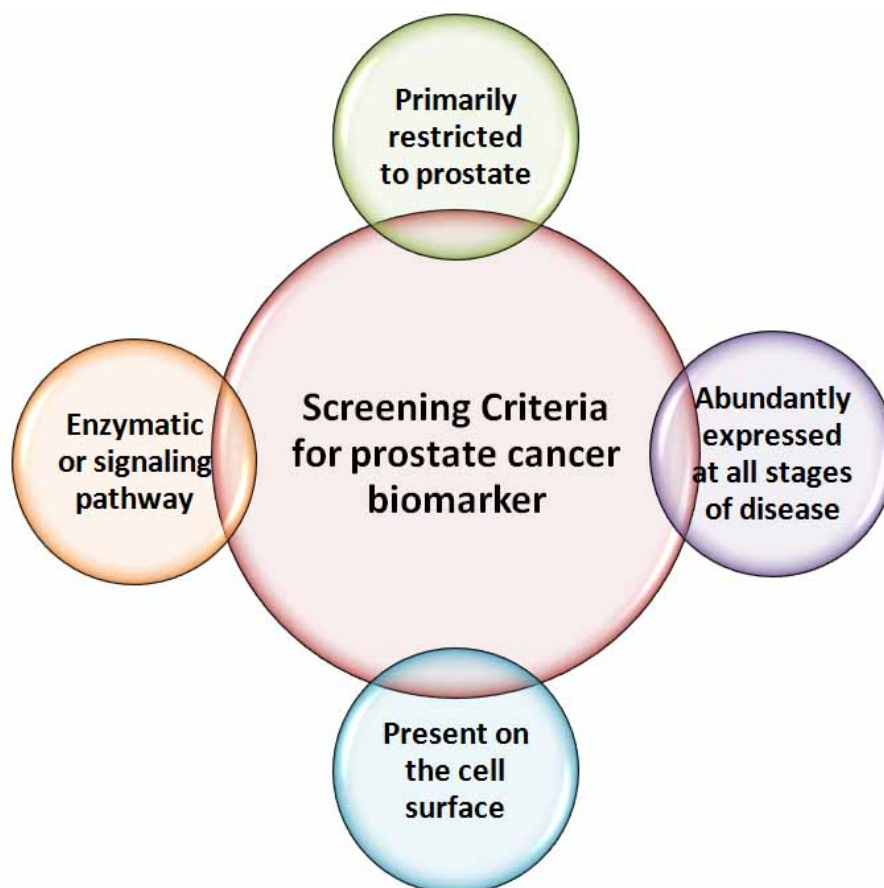 Primarily
restricted
to prostate
Screening Criteria
for prostate cancer
biomarker
Enzymatic
or signaling
pathway
Abundantly
expressed
at all stages
of disease
Present on
the cell
surface